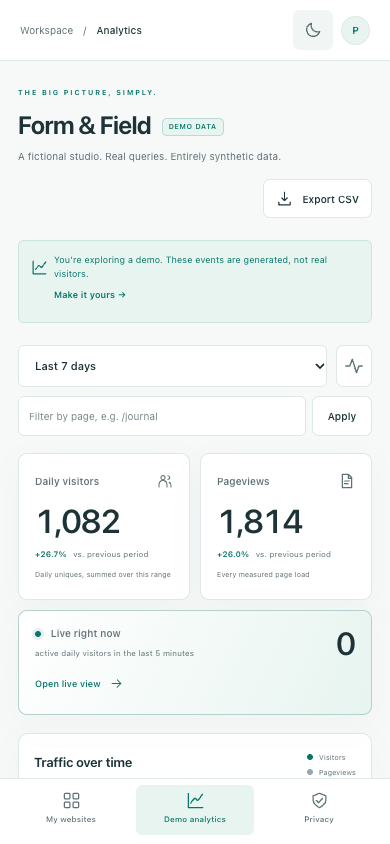 Workspace / Analytics
P
THE BIG PICTURE, SIMPLY.
Form & Field DEMO DATA
A fictional studio. Real queries. Entirely synthetic data.
Export CSV
You're exploring a demo. These events are generated, not real
visitors.
Make it yours →
Last 7 days
Filter by page, e.g. /journal
Apply
Daily visitors
1,082
+26.7% vs. previous period
Daily uniques, summed over this range
Pageviews
1,814
+26.0% vs. previous period
Every measured page load
Live right now
0
active daily visitors in the last 5 minutes
Open live view →
Traffic over time
Visitors
Pageviews
My websites
Demo analytics
Privacy